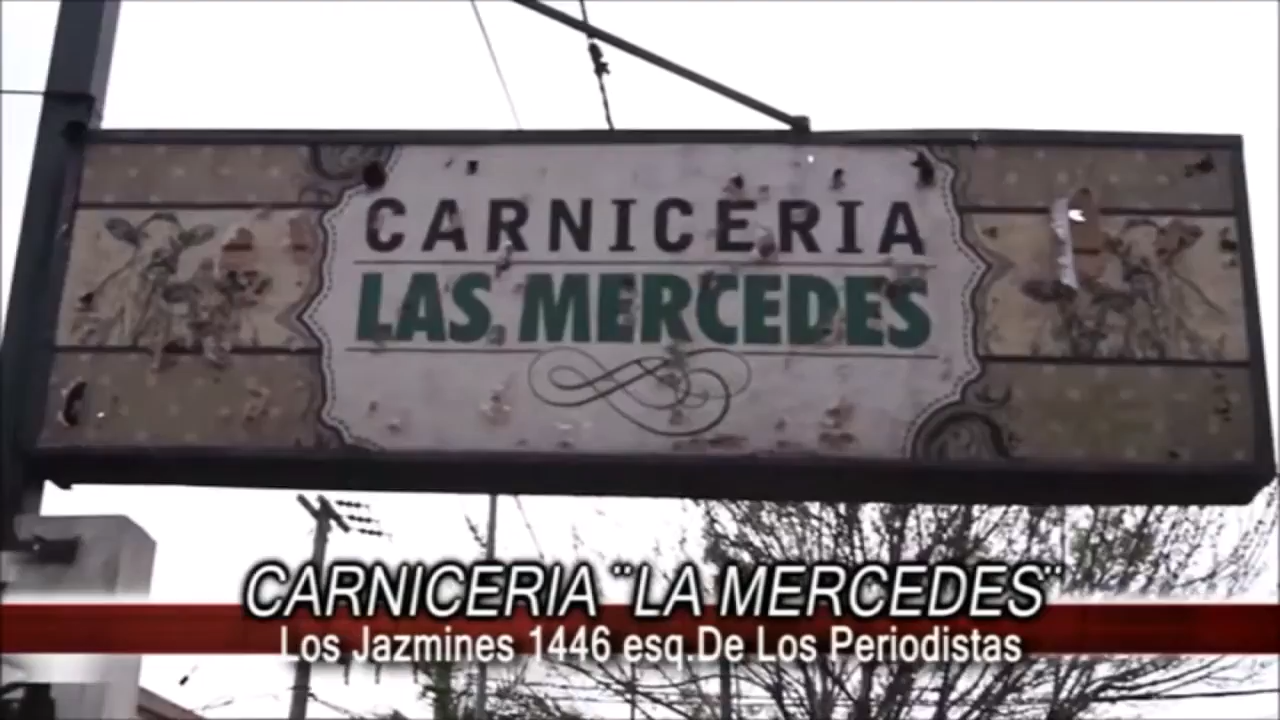 CARNICERIA
LAS MERCEDES
CARNICERIA ¨LA MERCEDES¨
Los Jazmines 1446 esq.De Los Periodistas